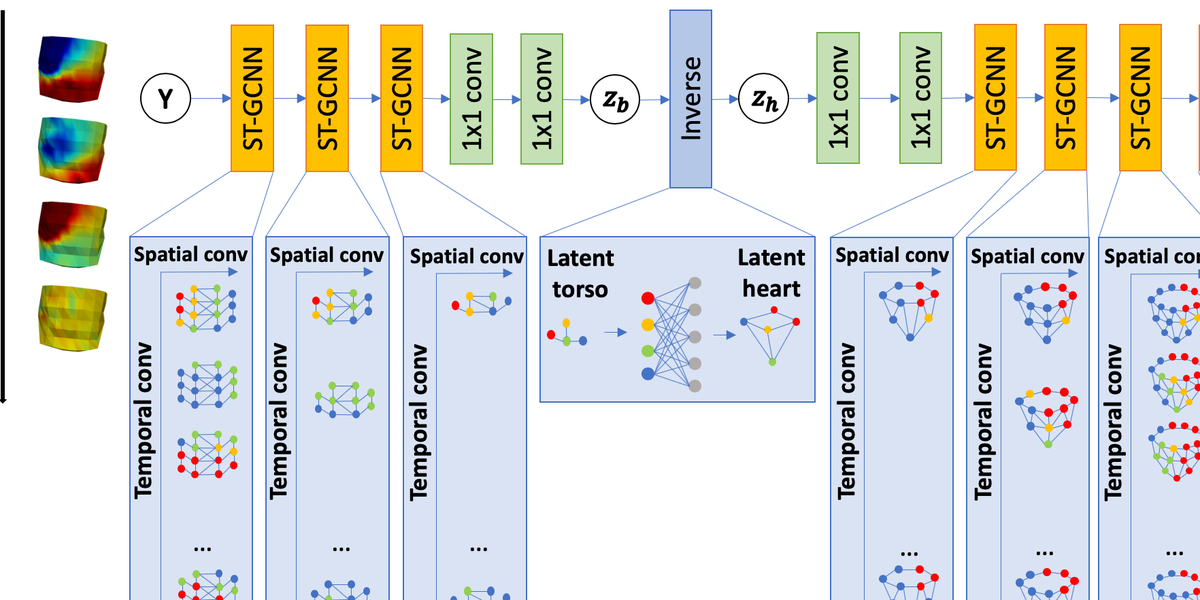 Y
ST-GCNN
ST-GCNN
ST-GCNN
1x1 conv
1x1 conv
z_b
Inverse
z_h
1x1 conv
1x1 conv
ST-GCNN
ST-GCNN
ST-GCNN
Spatial conv
Temporal conv
...
Spatial conv
Temporal conv
...
Spatial conv
Temporal conv
...
Latent
torso
Latent
heart
Spatial conv
Temporal conv
...
Spatial conv
Temporal conv
...
Spatial con
Temporal conv
...